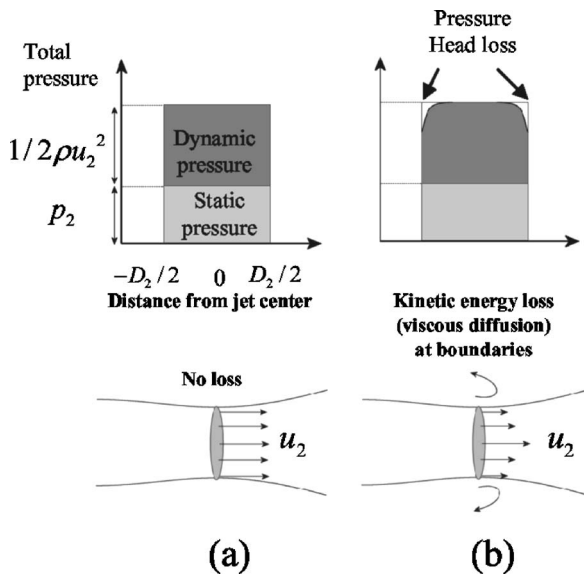 Total
pressure
1/2ρu₂²
p₂
Dynamic
pressure
Static
pressure
−D₂/2 0 D₂/2
Distance from jet center
No loss
u₂
(a)
Pressure
Head loss
Kinetic energy loss
(viscous diffusion)
at boundaries
u₂
(b)